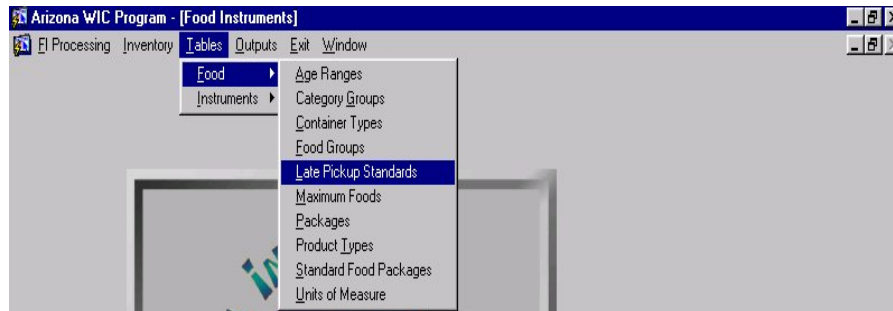 Arizona WIC Program - [Food Instruments]
FI Processing Inventory Tables Outputs Exit Window
Food
Instruments
Age Ranges
Category Groups
Container Types
Food Groups
Late Pickup Standards
Maximum Foods
Packages
Product Types
Standard Food Packages
Units of Measure